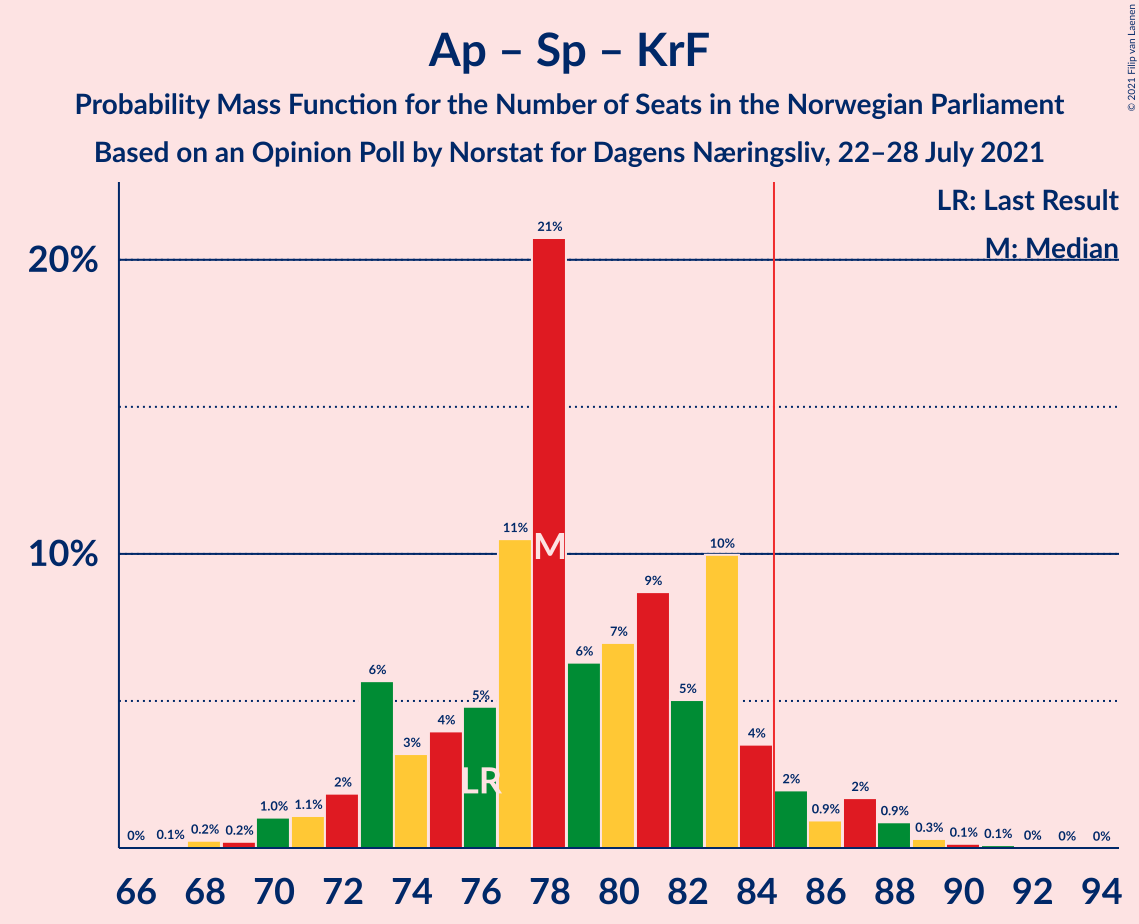 Ap – Sp – KrF
Probability Mass Function for the Number of Seats in the Norwegian Parliament
Based on an Opinion Poll by Norstat for Dagens Næringsliv, 22–28 July 2021
© 2021 Filip van Laenen
LR: Last Result
M: Median
20%
10%
0% 0.1% 0.2% 0.2% 1.0% 1.1% 2% 6% 3% 4% 5% 11% 21% 6% 7% 9% 5% 10% 4% 2% 0.9% 2% 0.9% 0.3% 0.1% 0.1% 0% 0% 0%
M
LR
66 68 70 72 74 76 78 80 82 84 86 88 90 92 94